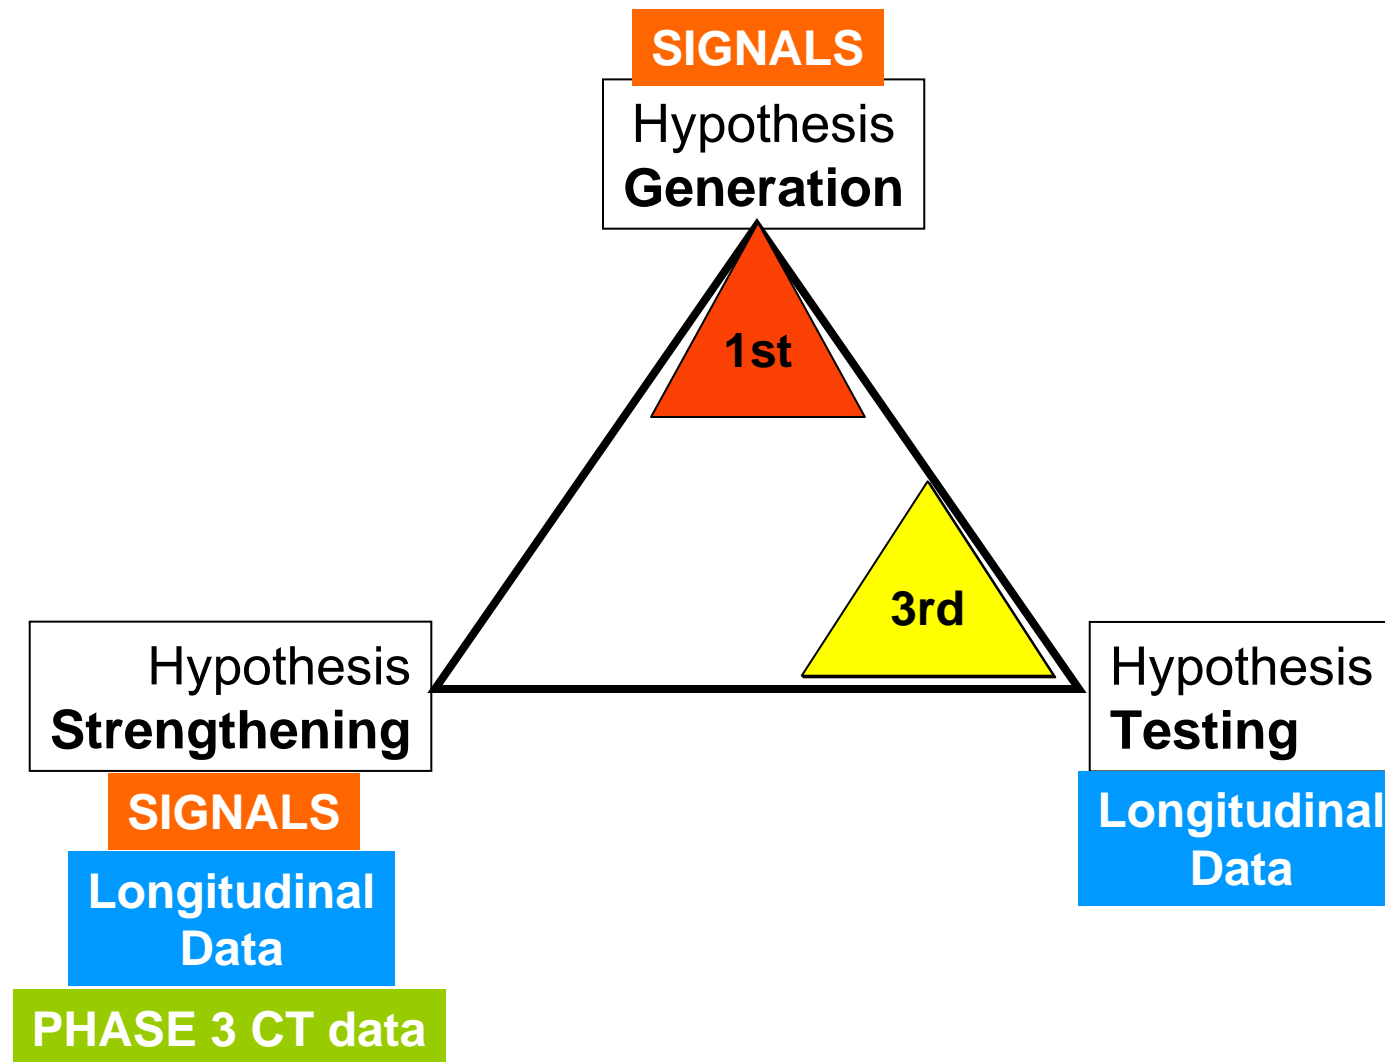 SIGNALS
Hypothesis
Generation
1st
3rd
Hypothesis
Strengthening
SIGNALS
Longitudinal
Data
PHASE 3 CT data
Hypothesis
Testing
Longitudinal
Data